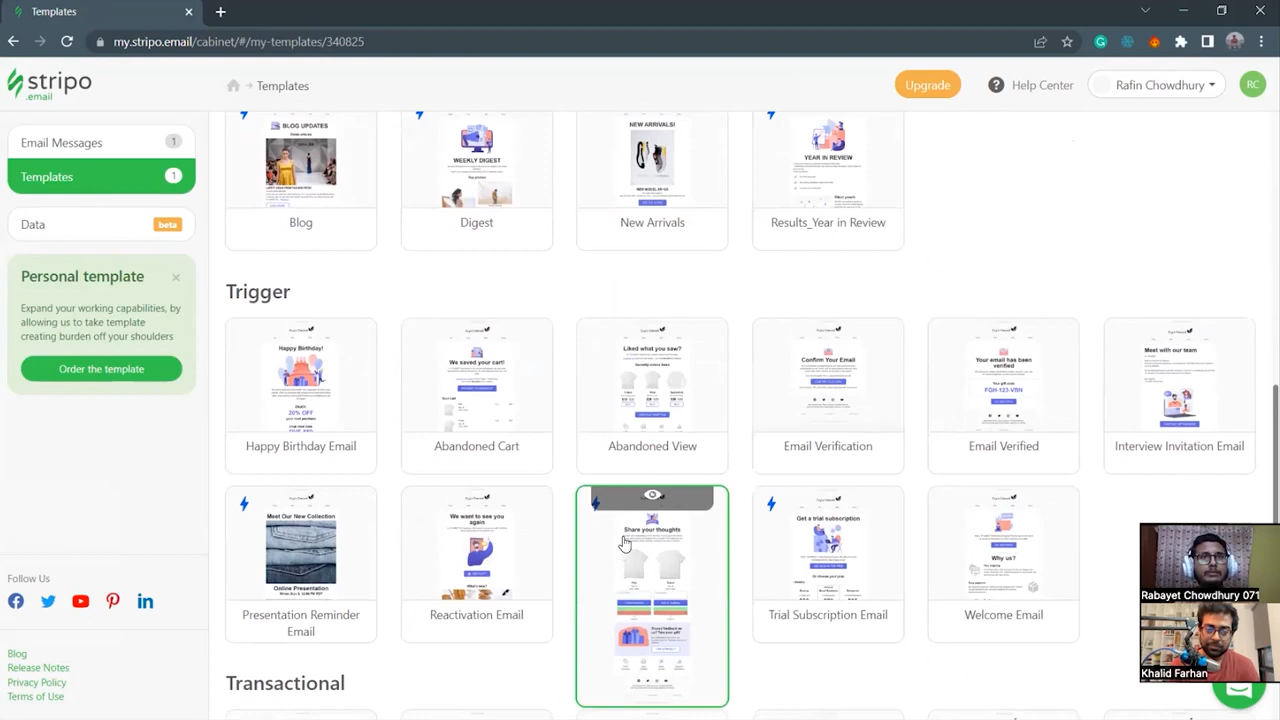 Templates
my.stripo.email/cabinet/#/my-templates/340825
stripo
.email
Templates
Upgrade
Help Center
Rafin Chowdhury
RC
Email Messages
1
Templates
1
Data
beta
Personal template
Expand your working capabilities, by
allowing us to take template
creating burden off your shoulders
Order the template
Follow Us
Blog
Release Notes
Privacy Policy
Terms of Use
BLOG UPDATES
Blog
WEEKLY DIGEST
Digest
NEW ARRIVALS!
New Arrivals
YEAR IN REVIEW
Results_Year in Review
Trigger
Happy Birthday!
20% OFF
Happy Birthday Email
We saved your cart!
Abandoned Cart
Liked what you saw?
Abandoned View
Confirm Your Email
Email Verification
Your email has been
verified
FGH-123-VBN
Email Verified
Meet with our team
Interview Invitation Email
Meet Our New Collection
Online Presentation
Presentation Reminder
Email
We want to see you
again
Reactivation Email
Share your thoughts
Get a trial subscription
Trial Subscription Email
Why us?
Welcome Email
Transactional
Rabayet Chowdhury 071
Khalid Farhan